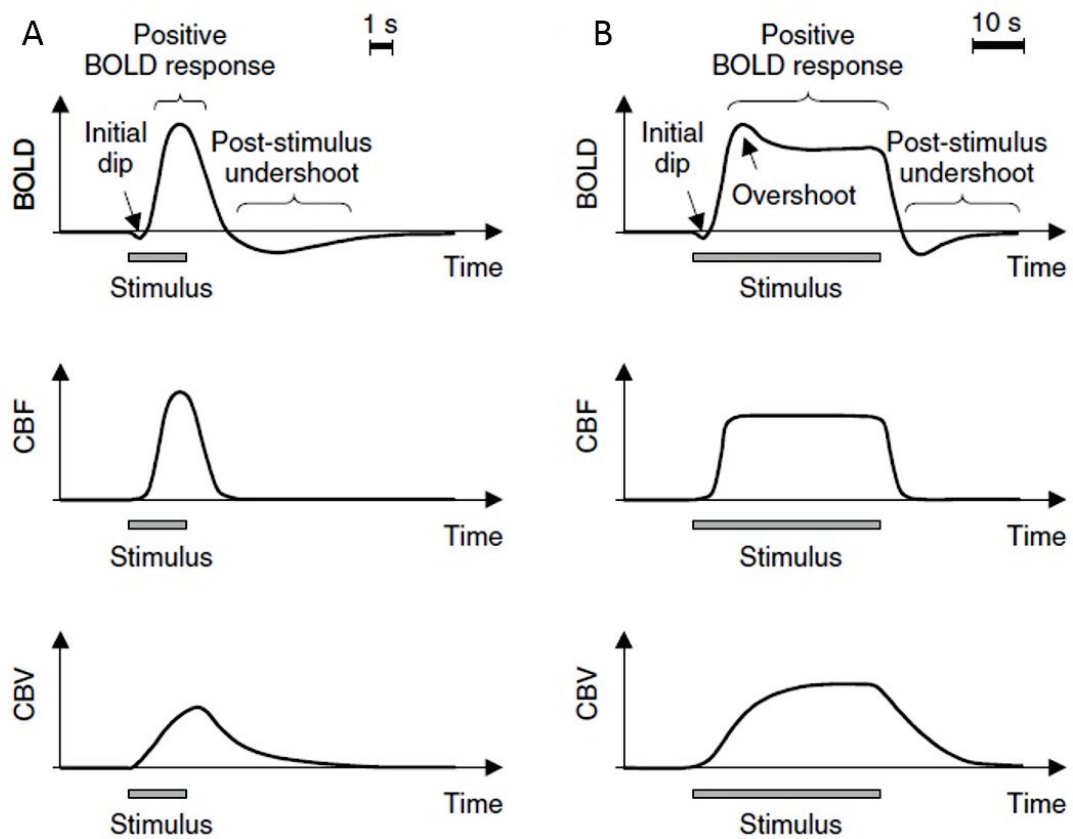 A
1 s
Positive
BOLD response
Initial
dip
Post-stimulus
undershoot
BOLD
Time
Stimulus
CBF
Time
Stimulus
CBV
Time
Stimulus
B
10 s
Positive
BOLD response
Initial
dip
Overshoot
Post-stimulus
undershoot
BOLD
Time
Stimulus
CBF
Time
Stimulus
CBV
Time
Stimulus